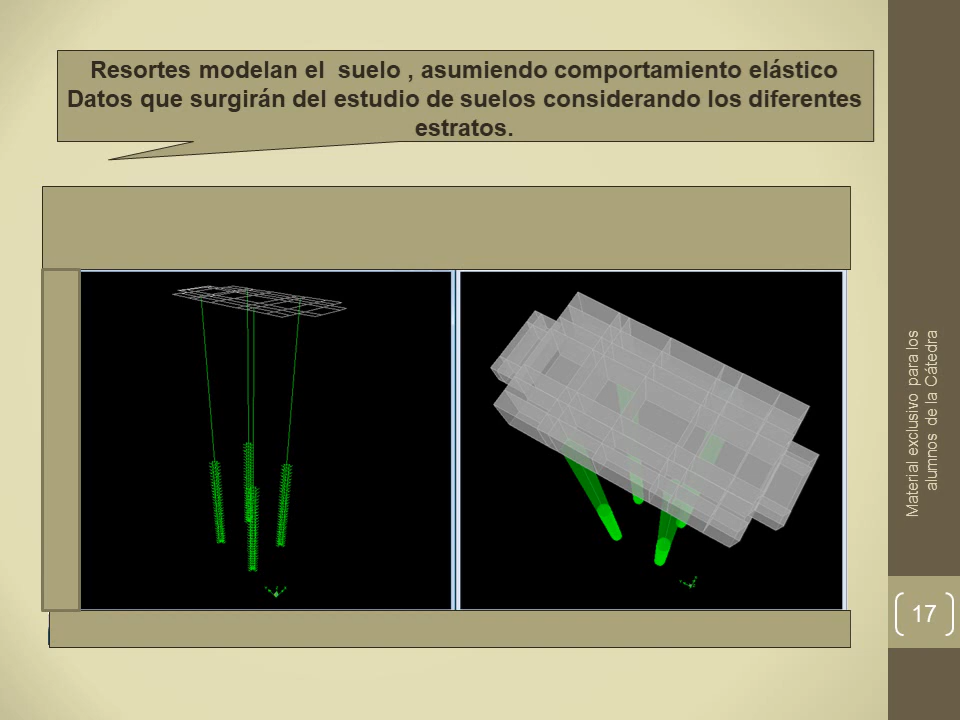 Resortes modelan el  suelo , asumiendo comportamiento elástico
Datos que surgirán del estudio de suelos considerando los diferentes
estratos.
Material exclusivo para los
alumnos de la Cátedra
17